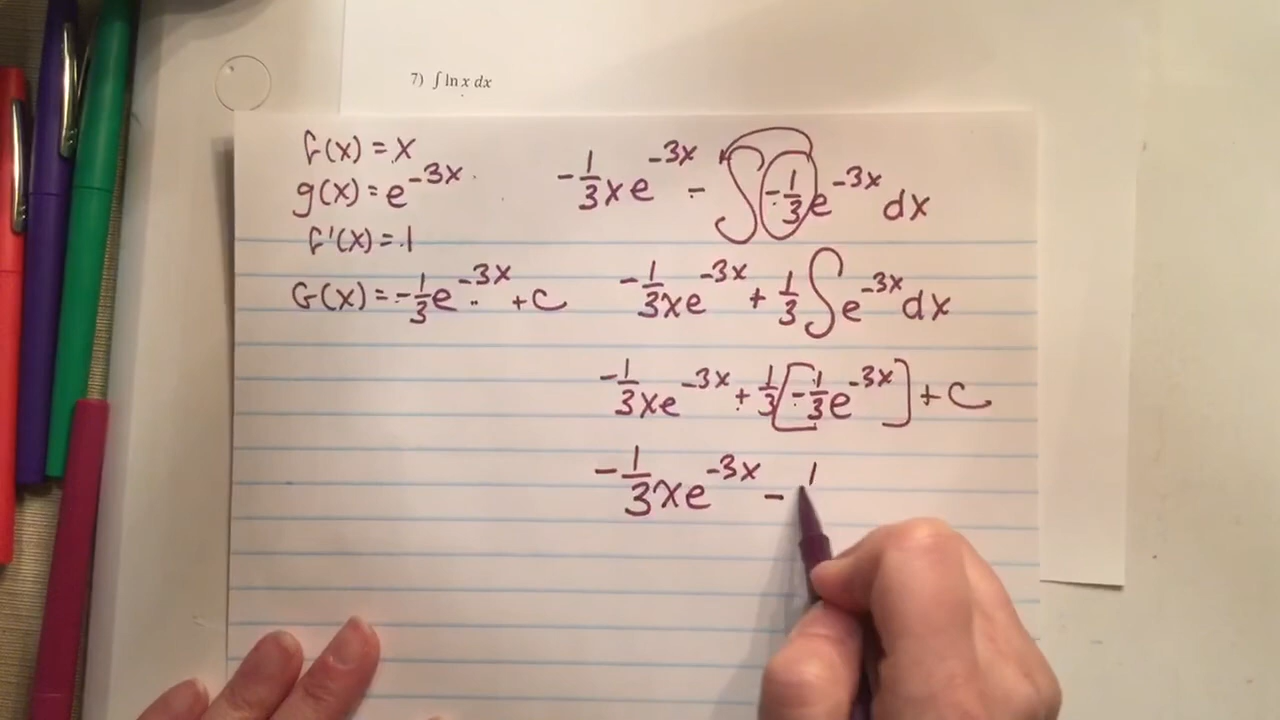 7) ∫ ln x dx
f(x) = x
g(x) = e^-3x
f'(x) = 1
G(x) = -1/3 e^-3x + C
-1/3 x e^-3x - ∫ -1/3 e^-3x dx
-1/3 x e^-3x + 1/3 ∫ e^-3x dx
-1/3 x e^-3x + 1/3 [-1/3 e^-3x] + C
-1/3 x e^-3x - 1